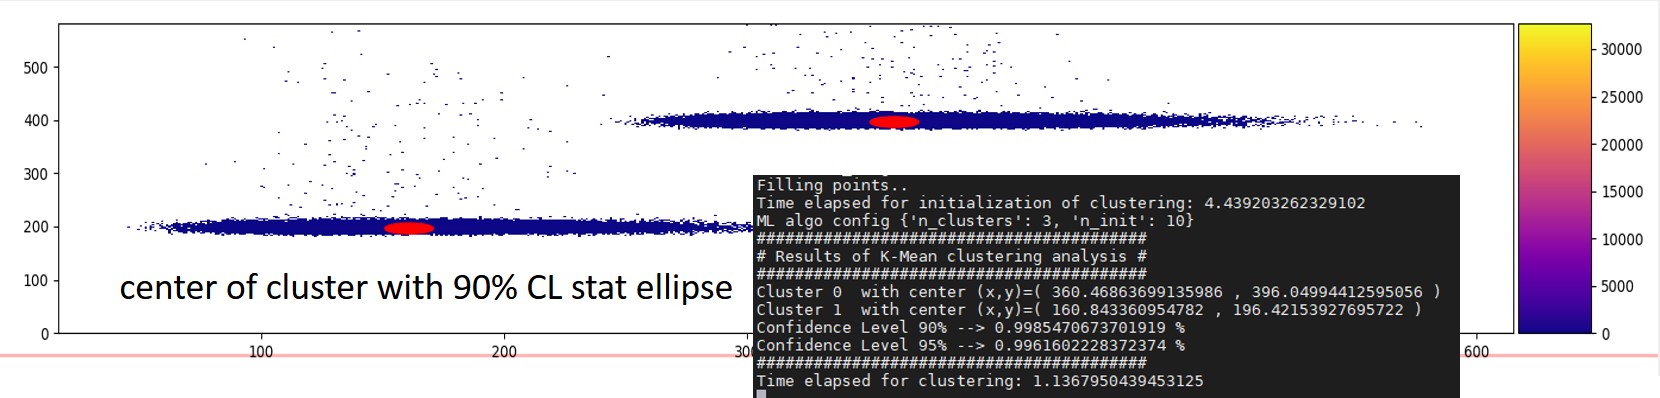 500
400
300
200
100
0
100
200
30
600
30000
25000
20000
15000
10000
5000
0
center of cluster with 90% CL stat ellipse
Filling points..
Time elapsed for initialization of clustering: 4.439203262329102
ML algo config {'n_clusters': 3, 'n_init': 10}
#########################################
# Results of K-Mean clustering analysis #
#########################################
Cluster 0  with center (x,y)=( 360.46863699135986 , 396.04994412595056 )
Cluster 1  with center (x,y)=( 160.843360954782 , 196.42153927695722 )
Confidence Level 90% --> 0.9985470673701919 %
Confidence Level 95% --> 0.9961602228372374 %
#########################################
Time elapsed for clustering: 1.1367950439453125